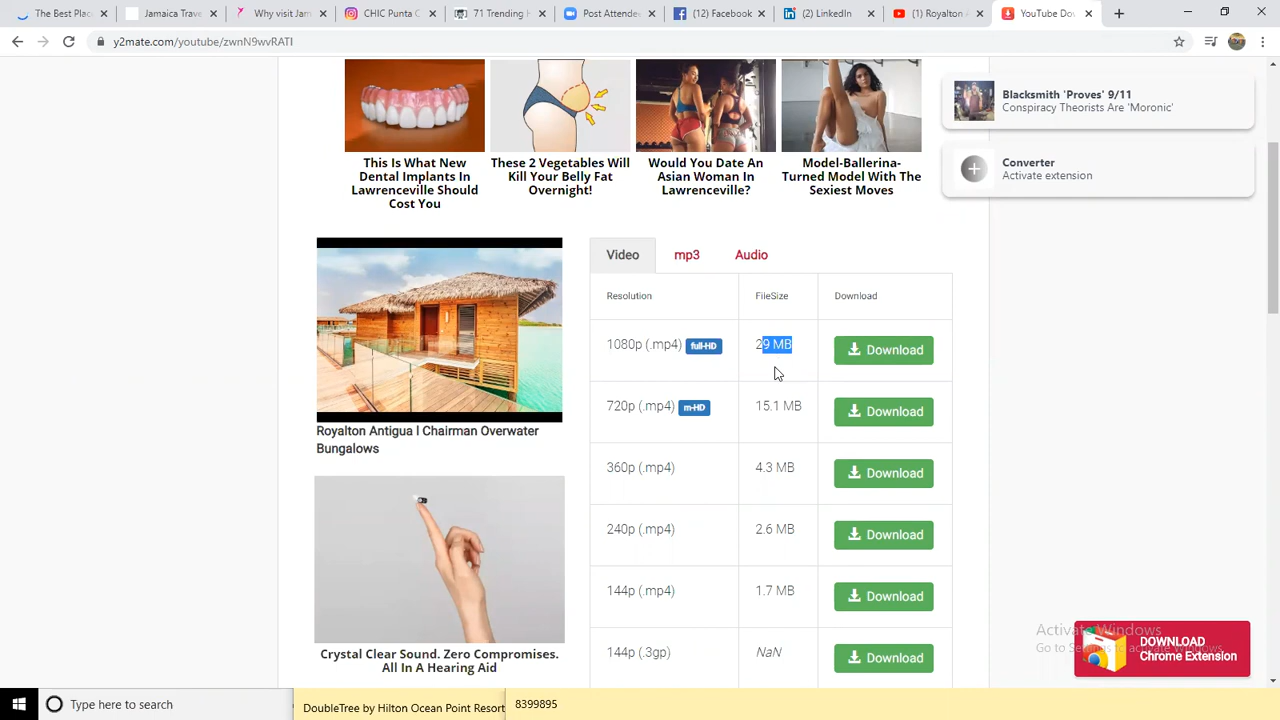 The Best Plac
Jamaica Trave
Why visit Jam
CHIC Punta C
71 Trending H
Post Attendee
(12) Facebook
(2) LinkedIn
(1) Royalton A
YouTube Dow
y2mate.com/youtube/zwnN9wvRATI
This Is What New
Dental Implants in
Lawrenceville Should
Cost You
These 2 Vegetables Will
Kill Your Belly Fat
Overnight!
Would You Date An
Asian Woman In
Lawrenceville?
Model-Ballerina-
Turned Model With The
Sexiest Moves
Blacksmith 'Proves' 9/11
Conspiracy Theorists Are 'Moronic'
Converter
Activate extension
Royalton Antigua l Chairman Overwater
Bungalows
Crystal Clear Sound. Zero Compromises.
All In A Hearing Aid
Video mp3 Audio
Resolution FileSize Download
1080p (.mp4) full-HD 29 MB Download
720p (.mp4) m-HD 15.1 MB Download
360p (.mp4) 4.3 MB Download
240p (.mp4) 2.6 MB Download
144p (.mp4) 1.7 MB Download
144p (.3gp) NaN Download
Activate Windows
Go to Settings to activate Windows.
DOWNLOAD
Chrome Extension
Type here to search
DoubleTree by Hilton Ocean Point Resort
8399895